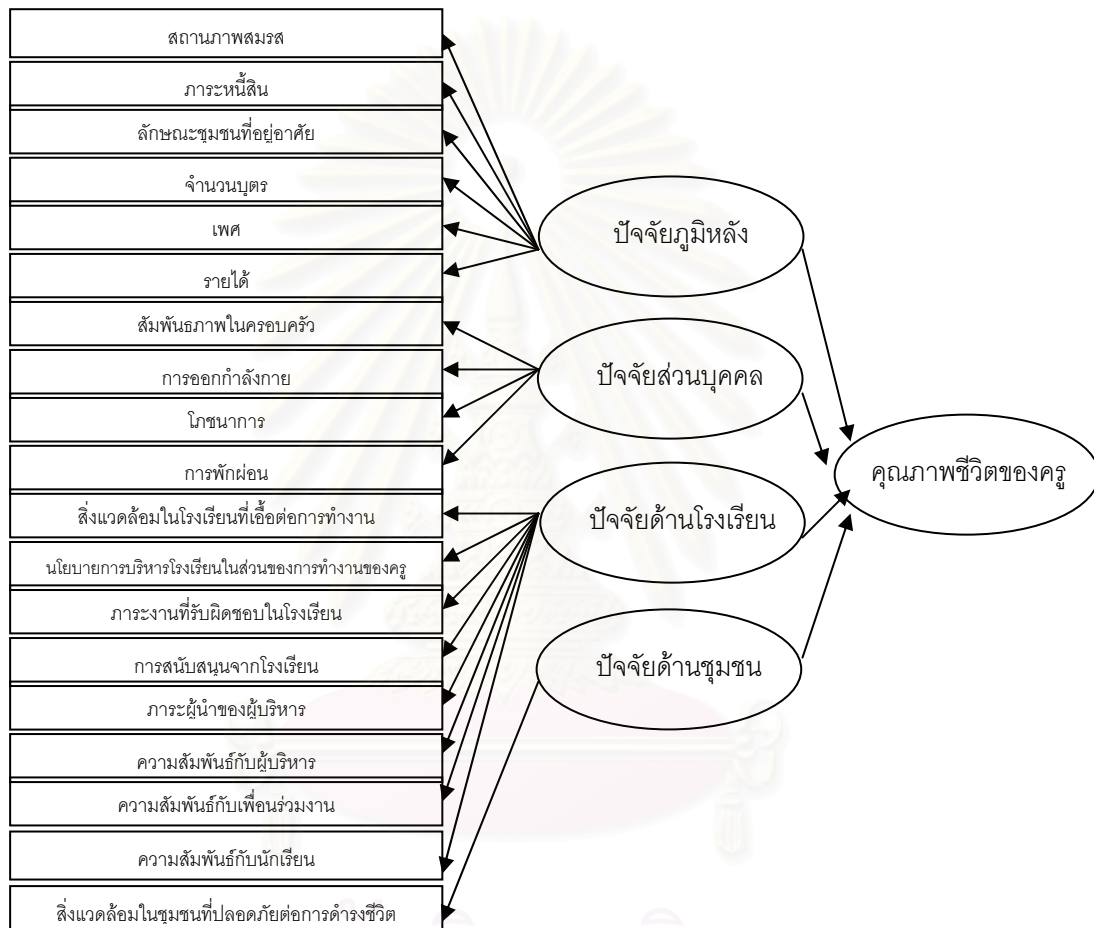 สถานภาพสมรส
ภาระหนี้สิน
ลักษณะชุมชนที่อยู่อาศัย
จำนวนบุตร
เพศ
รายได้
สัมพันธภาพในครอบครัว
การออกกำลังกาย
โภชนาการ
การพักผ่อน
สิ่งแวดล้อมในโรงเรียนที่เอื้อต่อการทำงาน
นโยบายการบริหารโรงเรียนในส่วนของการทำงานของครู
ภาระงานที่รับผิดชอบในโรงเรียน
การสนับสนุนจากโรงเรียน
ภาระผู้นำของผู้บริหาร
ความสัมพันธ์กับผู้บริหาร
ความสัมพันธ์กับเพื่อนร่วมงาน
ความสัมพันธ์กับนักเรียน
สิ่งแวดล้อมในชุมชนที่ปลอดภัยต่อการดำรงชีวิต
ปัจจัยภูมิหลัง
ปัจจัยส่วนบุคคล
ปัจจัยด้านโรงเรียน
ปัจจัยด้านชุมชน
คุณภาพชีวิตของครู